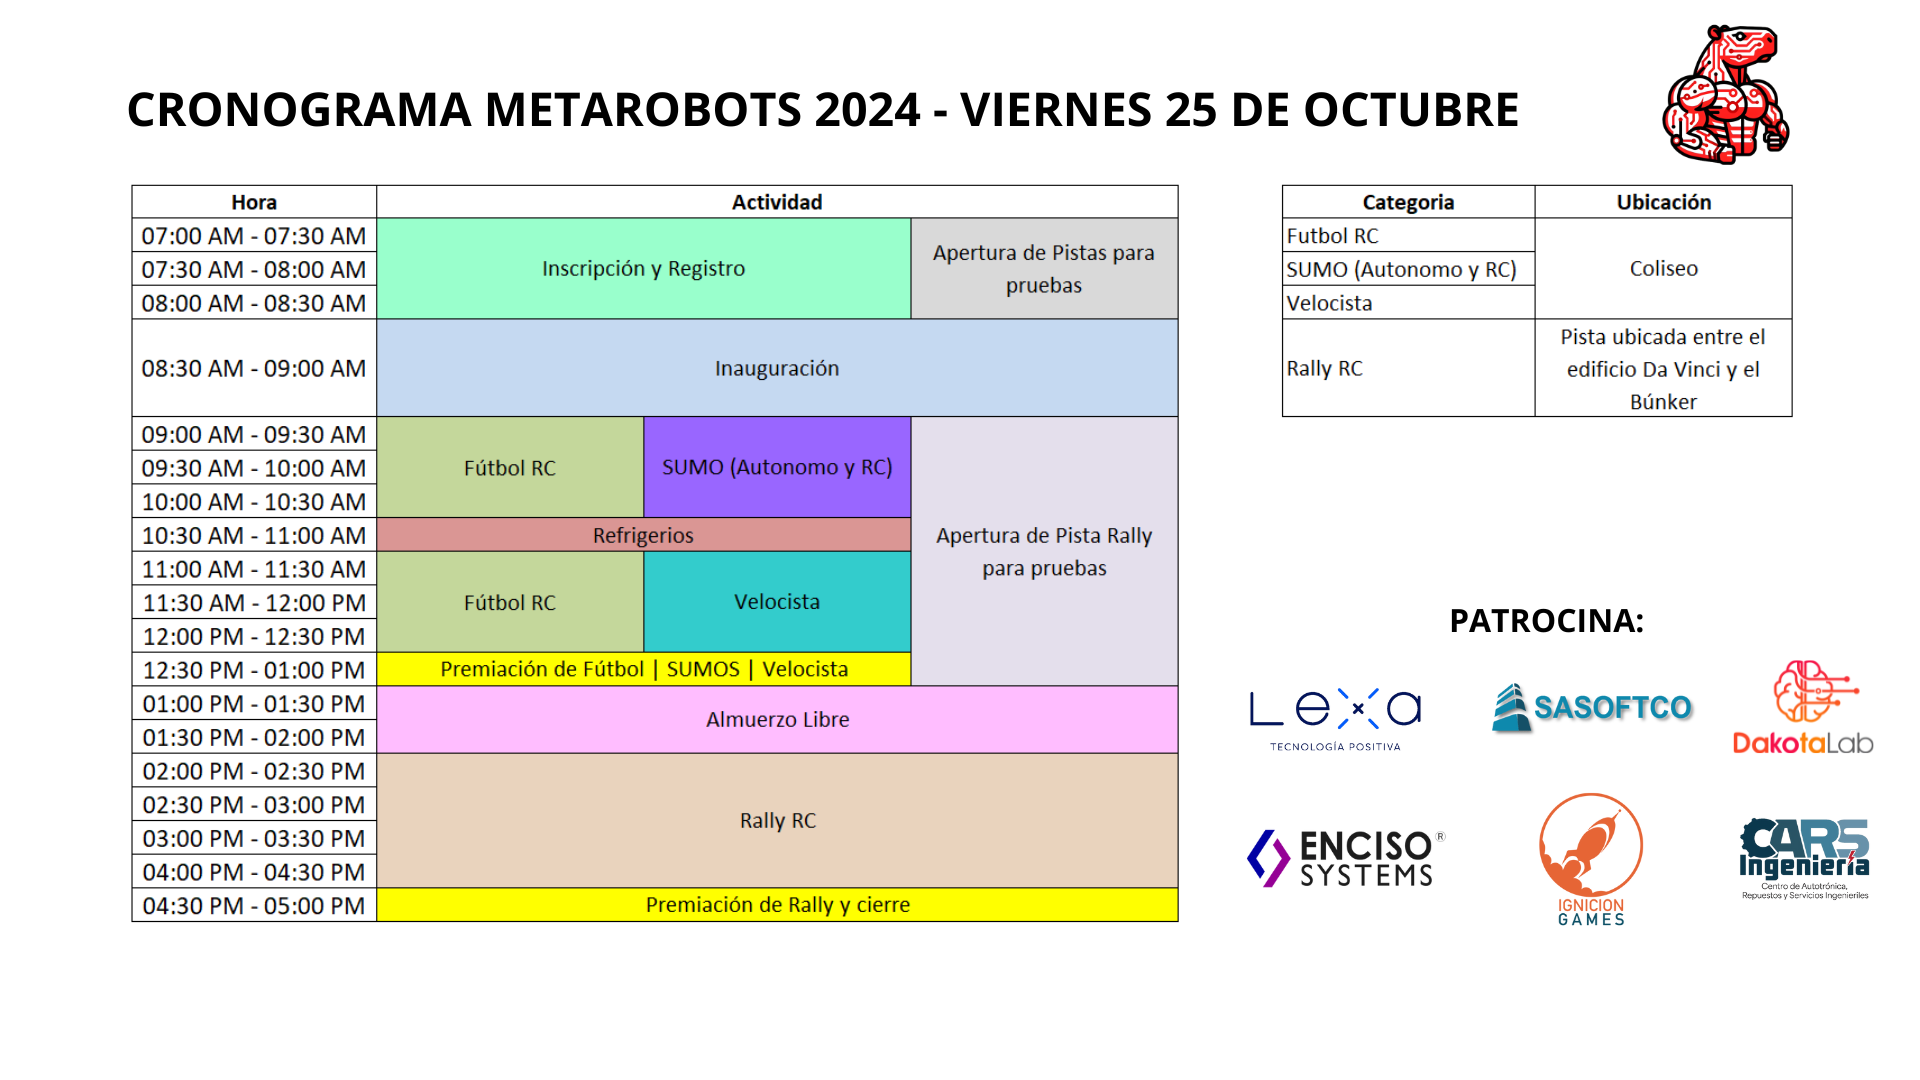 CRONOGRAMA METAROBOTS 2024 - VIERNES 25 DE OCTUBRE
Hora
Actividad
07:00 AM - 07:30 AM
07:30 AM - 08:00 AM
08:00 AM - 08:30 AM
Inscripción y Registro
Apertura de Pistas para
pruebas
08:30 AM - 09:00 AM
Inauguración
09:00 AM - 09:30 AM
09:30 AM - 10:00 AM
10:00 AM - 10:30 AM
Fútbol RC
SUMO (Autonomo y RC)
10:30 AM - 11:00 AM
Refrigerios
Apertura de Pista Rally
para pruebas
11:00 AM - 11:30 AM
11:30 AM - 12:00 PM
12:00 PM - 12:30 PM
Fútbol RC
Velocista
12:30 PM - 01:00 PM
Premiación de Fútbol | SUMOS | Velocista
01:00 PM - 01:30 PM
01:30 PM - 02:00 PM
Almuerzo Libre
02:00 PM - 02:30 PM
02:30 PM - 03:00 PM
03:00 PM - 03:30 PM
04:00 PM - 04:30 PM
Rally RC
04:30 PM - 05:00 PM
Premiación de Rally y cierre
Categoria
Ubicación
Futbol RC
SUMO (Autonomo y RC)
Velocista
Coliseo
Rally RC
Pista ubicada entre el
edificio Da Vinci y el
Búnker
PATROCINA:
Lexa
TECNOLOGÍA POSITIVA
SASOFTCO
DakotaLab
ENCISO®
SYSTEMS
IGNICION
GAMES
CARS
Ingeniería
Centro de Autotrónica,
Repuestos y Servicios Ingenieriles